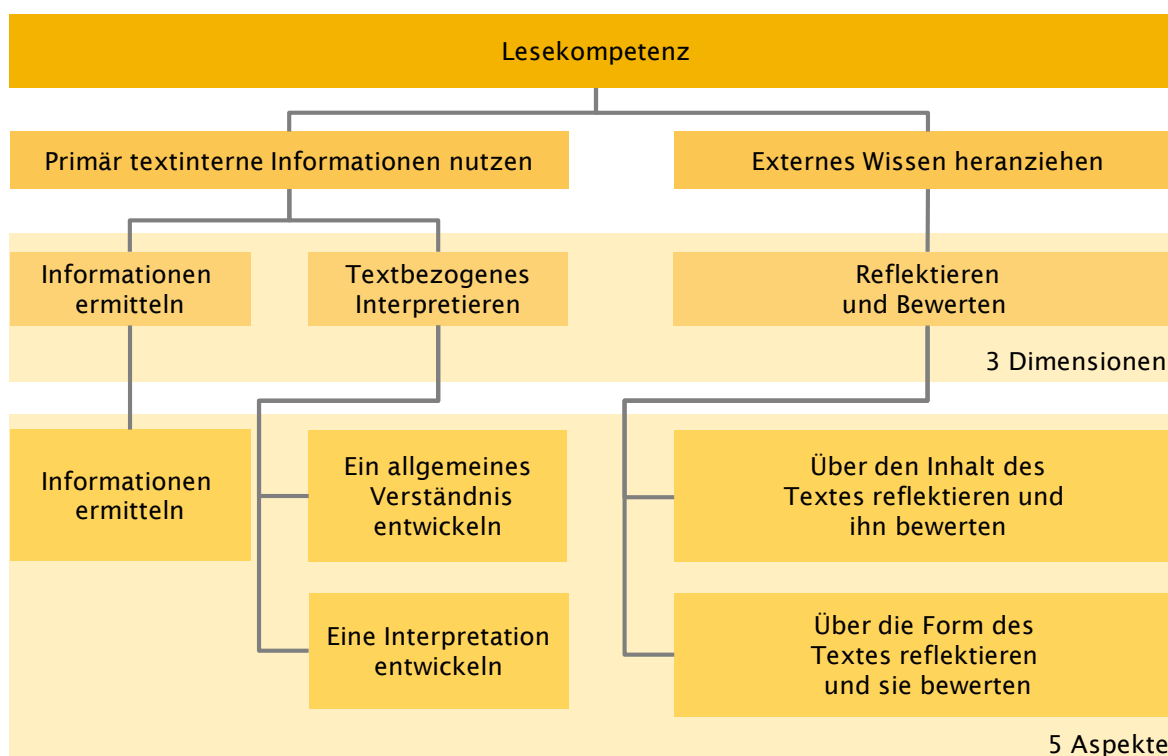 Lesekompetenz
Primär textinterne Informationen nutzen
Externes Wissen heranziehen
Informationen
ermitteln
Textbezogenes
Interpretieren
Reflektieren
und Bewerten
3 Dimensionen
Informationen
ermitteln
Ein allgemeines
Verständnis
entwickeln
Über den Inhalt des
Textes reflektieren und
ihn bewerten
Eine Interpretation
entwickeln
Über die Form des
Textes reflektieren
und sie bewerten
5 Aspekte